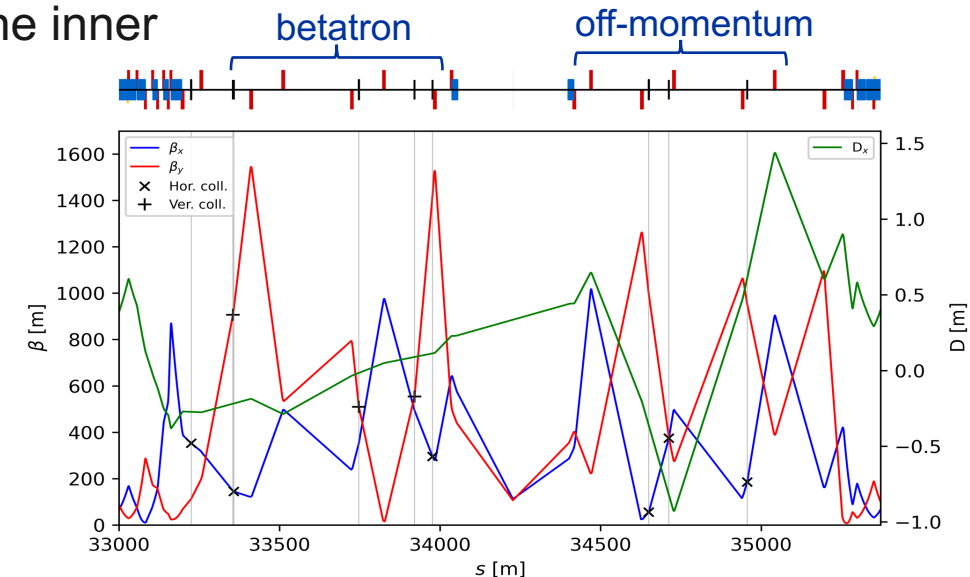 he inner
betatron
off-momentum
βx
βy
Hor. coll.
Ver. coll.
Dx
1600
1400
1200
1000
800
600
400
200
0
β [m]
1.5
1.0
0.5
0.0
−0.5
−1.0
D [m]
33000
33500
34000
34500
35000
s [m]